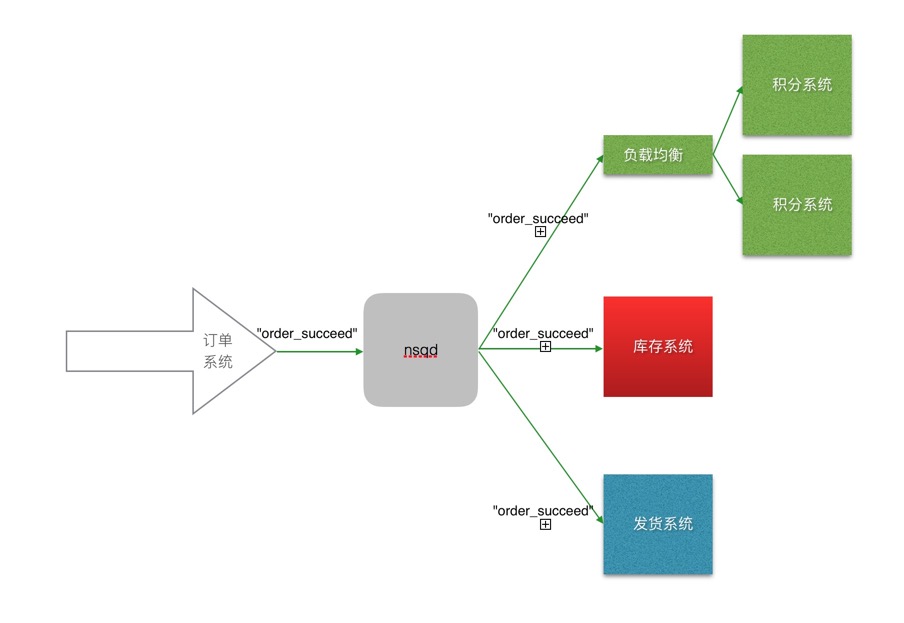 积分系统
负载均衡
积分系统
"order_succeed"
"order_succeed"
"order_succeed"
订单
系统
nsqd
库存系统
"order_succeed"
发货系统